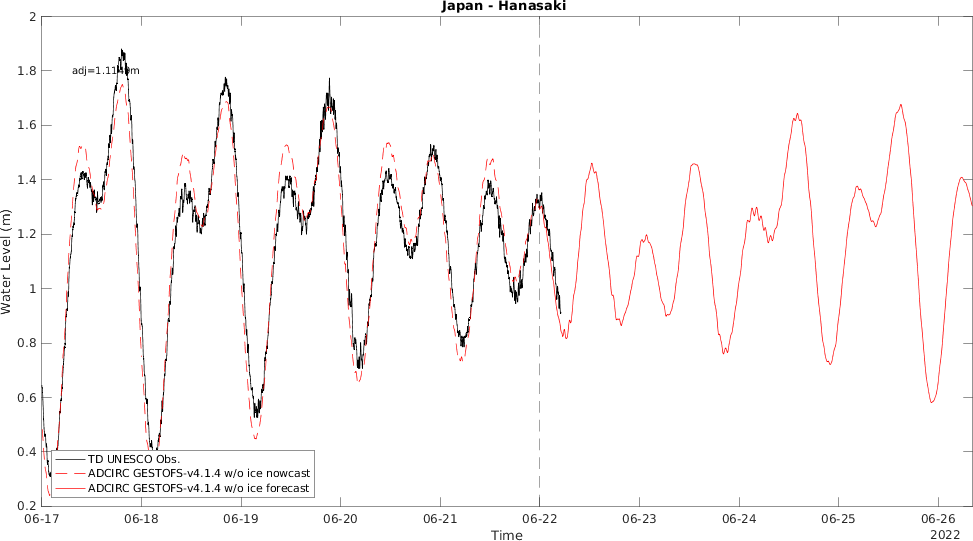 Japan - Hanasaki
2
1.8
1.6
1.4
1.2
1
0.8
0.6
0.4
0.2
Water Level (m)
TD UNESCO Obs.
ADCIRC GESTOFS-v4.1.4 w/o ice nowcast
ADCIRC GESTOFS-v4.1.4 w/o ice forecast
06-17 06-18 06-19 06-20 06-21 06-22 06-23 06-24 06-25 06-26
Time 2022